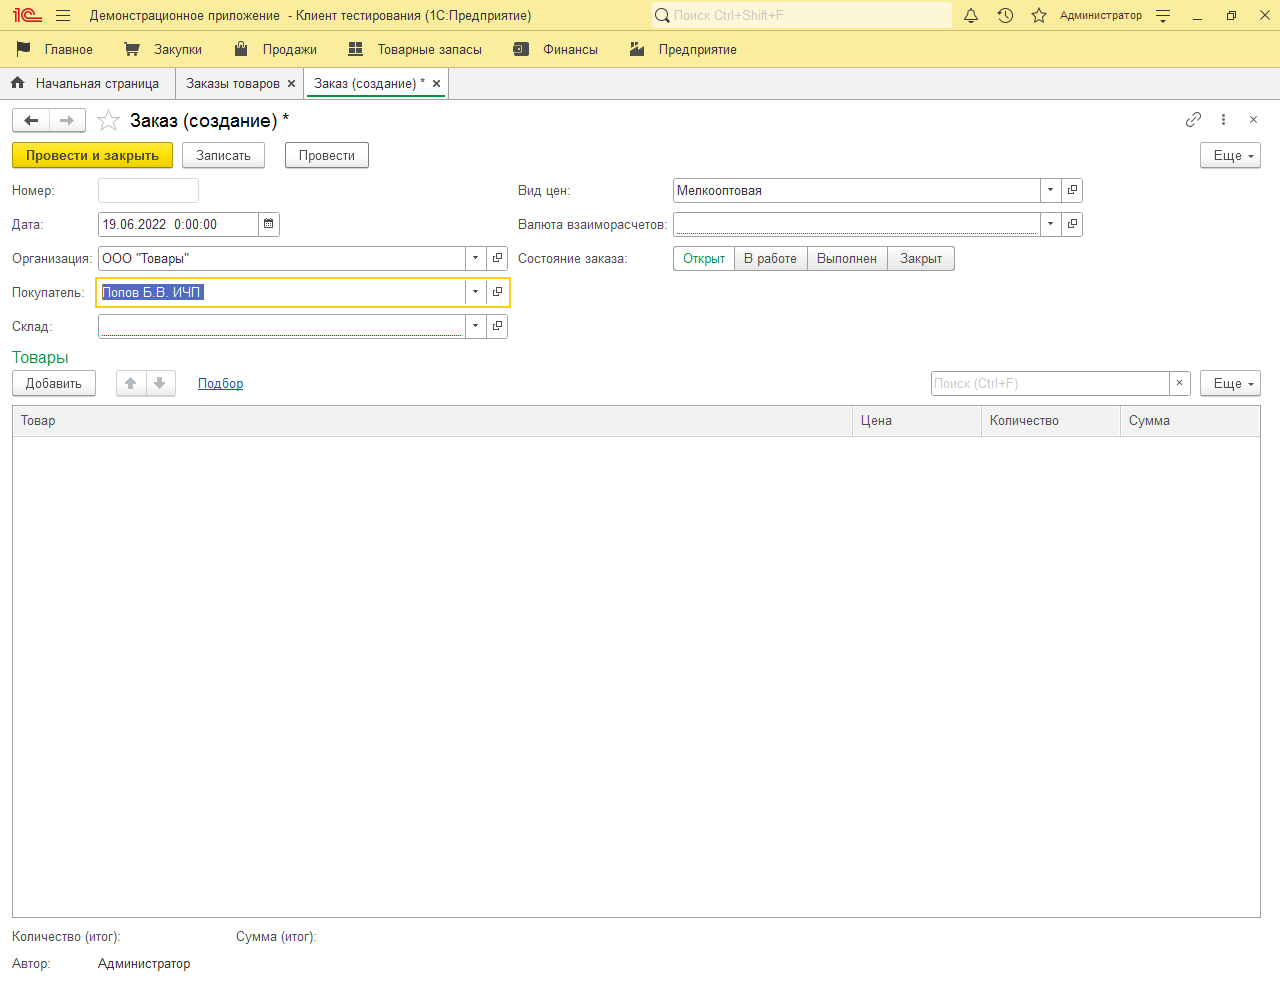 1С Демонстрационное приложение - Клиент тестирования (1С:Предприятие) Поиск Ctrl+Shift+F Администратор
Главное Закупки Продажи Товарные запасы Финансы Предприятие
Начальная страница Заказы товаров Заказ (создание) *
Заказ (создание) *
Провести и закрыть Записать Провести Еще
Номер: Вид цен: Мелкооптовая
Дата: 19.06.2022 0:00:00 Валюта взаиморасчетов:
Организация: ООО "Товары" Состояние заказа: Открыт В работе Выполнен Закрыт
Покупатель: Попов Б.В. ИЧП
Склад:
Товары
Добавить Подбор Поиск (Ctrl+F) Еще
Товар Цена Количество Сумма
Количество (итог): Сумма (итог):
Автор: Администратор